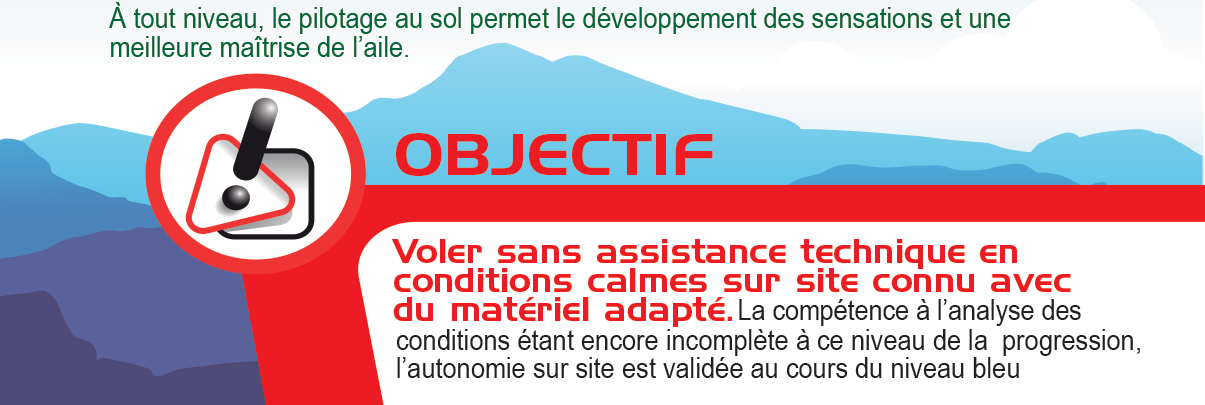 À tout niveau, le pilotage au sol permet le développement des sensations et une
meilleure maîtrise de l'aile.
OBJECTIF
Voler sans assistance technique en
conditions calmes sur site connu avec
du matériel adapté. La compétence à l'analyse des
conditions étant encore incomplète à ce niveau de la progression,
l'autonomie sur site est validée au cours du niveau bleu